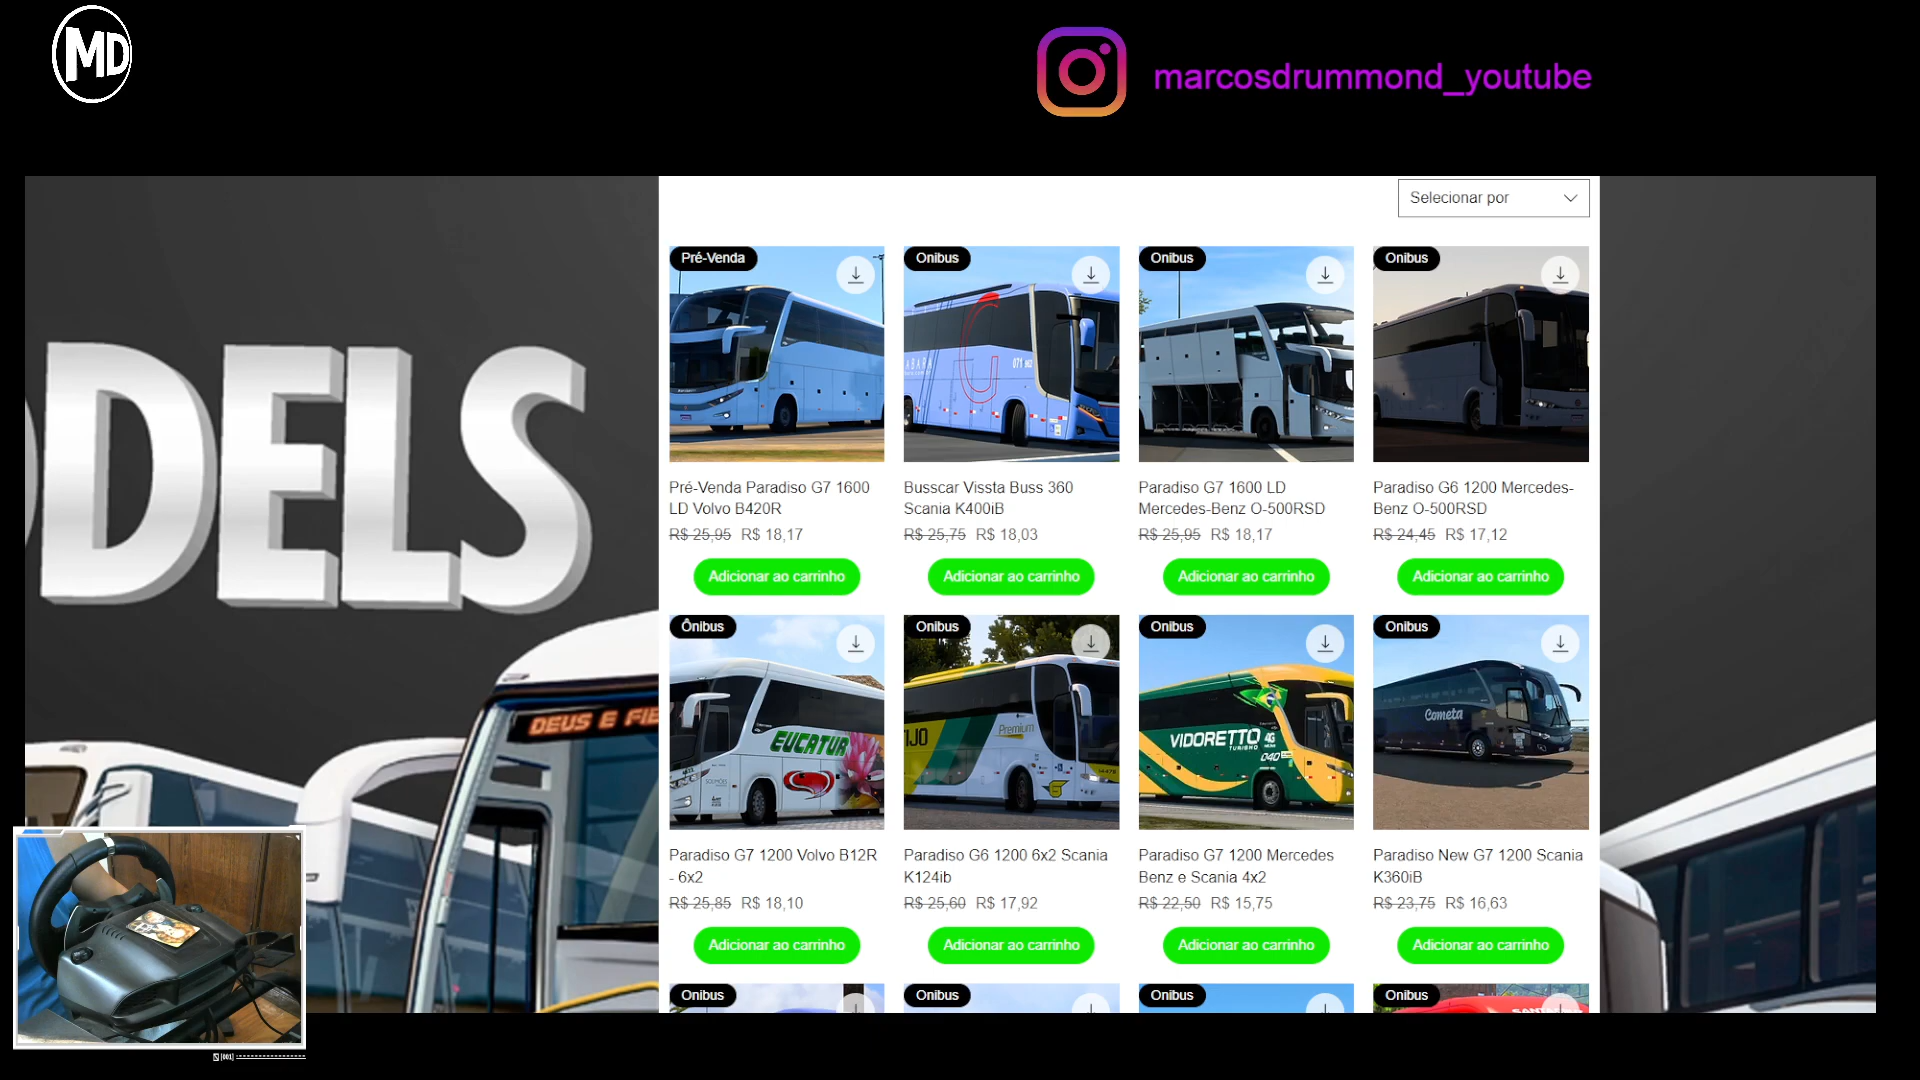 MD
marcosdrummond_youtube
Selecionar por
Pré-Venda
Onibus
Onibus
Onibus
Pré-Venda Paradiso G7 1600
LD Volvo B420R
R$ 25,95 R$ 18,17
Adicionar ao carrinho
Busscar Vissta Buss 360
Scania K400iB
R$ 25,75 R$ 18,03
Adicionar ao carrinho
Paradiso G7 1600 LD
Mercedes-Benz O-500RSD
R$ 25,95 R$ 18,17
Adicionar ao carrinho
Paradiso G6 1200 Mercedes-
Benz O-500RSD
R$ 24,45 R$ 17,12
Adicionar ao carrinho
DELS
DEUS E FIE
Ônibus
Onibus
Onibus
Onibus
EUCATUR
IJO
Premium
VIDORETTO
TURISMO
4G
040
Cometa
Paradiso G7 1200 Volvo B12R
- 6x2
R$ 25,85 R$ 18,10
Adicionar ao carrinho
Paradiso G6 1200 6x2 Scania
K124ib
R$ 25,60 R$ 17,92
Adicionar ao carrinho
Paradiso G7 1200 Mercedes
Benz e Scania 4x2
R$ 22,50 R$ 15,75
Adicionar ao carrinho
Paradiso New G7 1200 Scania
K360iB
R$ 23,75 R$ 16,63
Adicionar ao carrinho
Onibus
Onibus
Onibus
Onibus
[001]